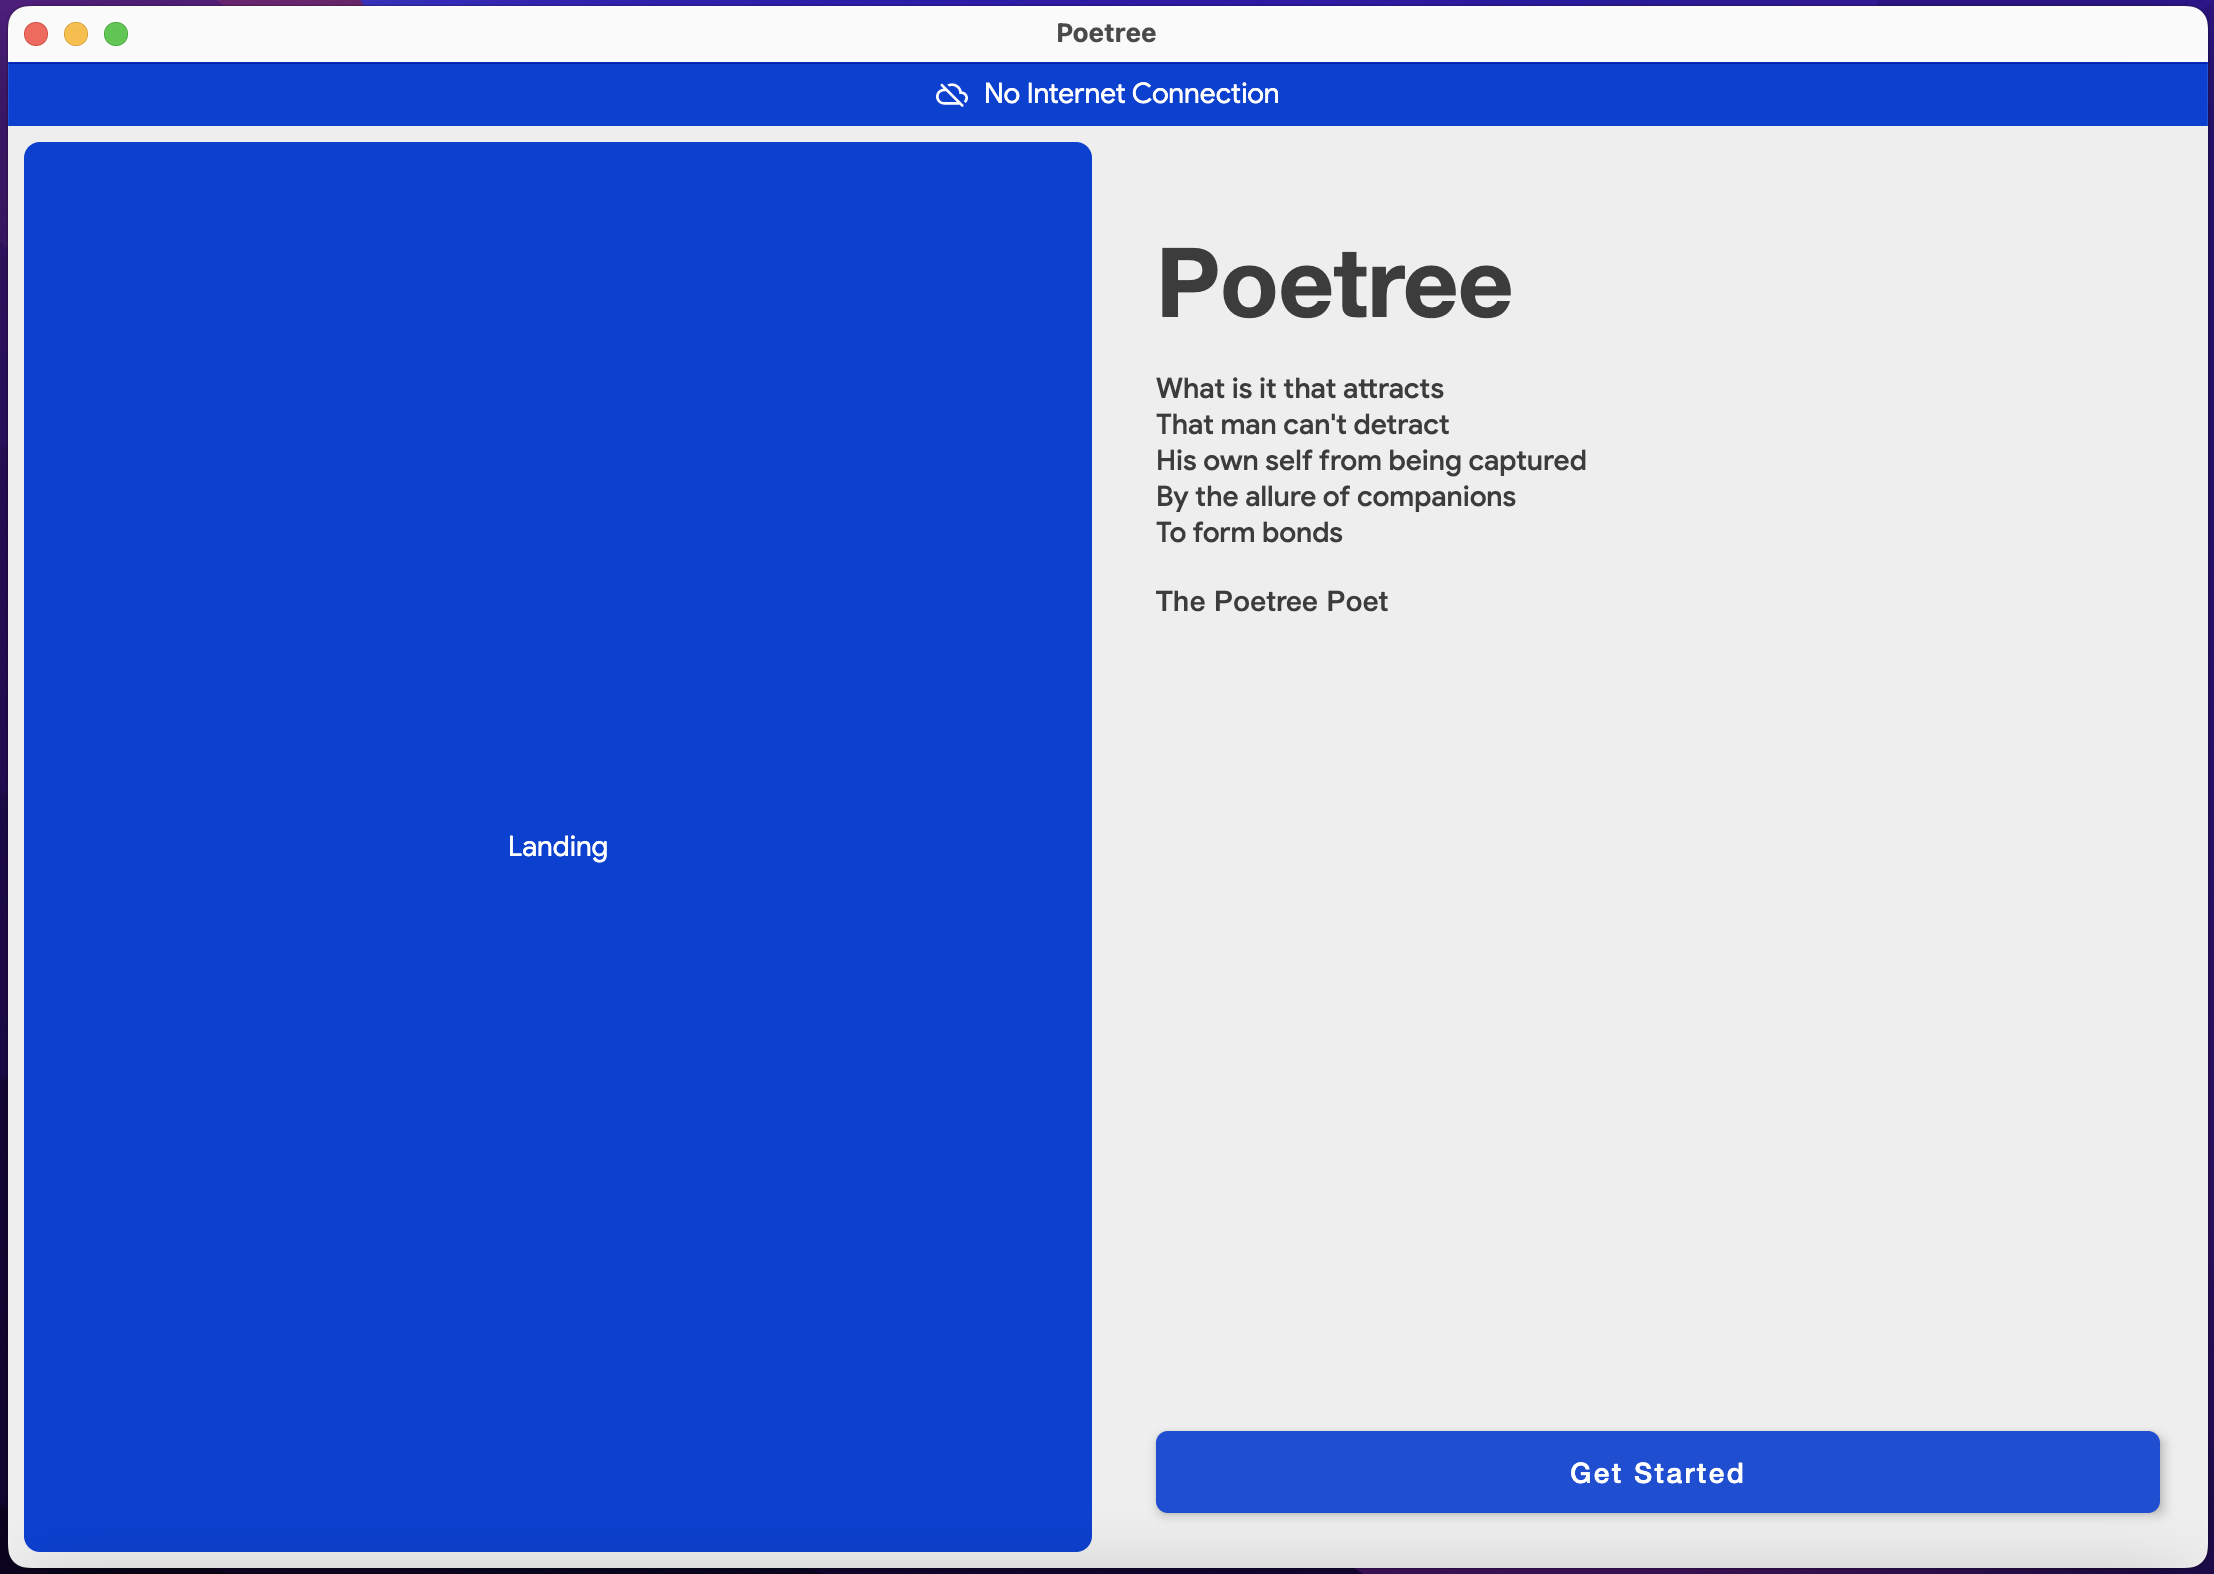 Poetree
No Internet Connection
Landing
Poetree
What is it that attracts
That man can't detract
His own self from being captured
By the allure of companions
To form bonds
The Poetree Poet
Get Started